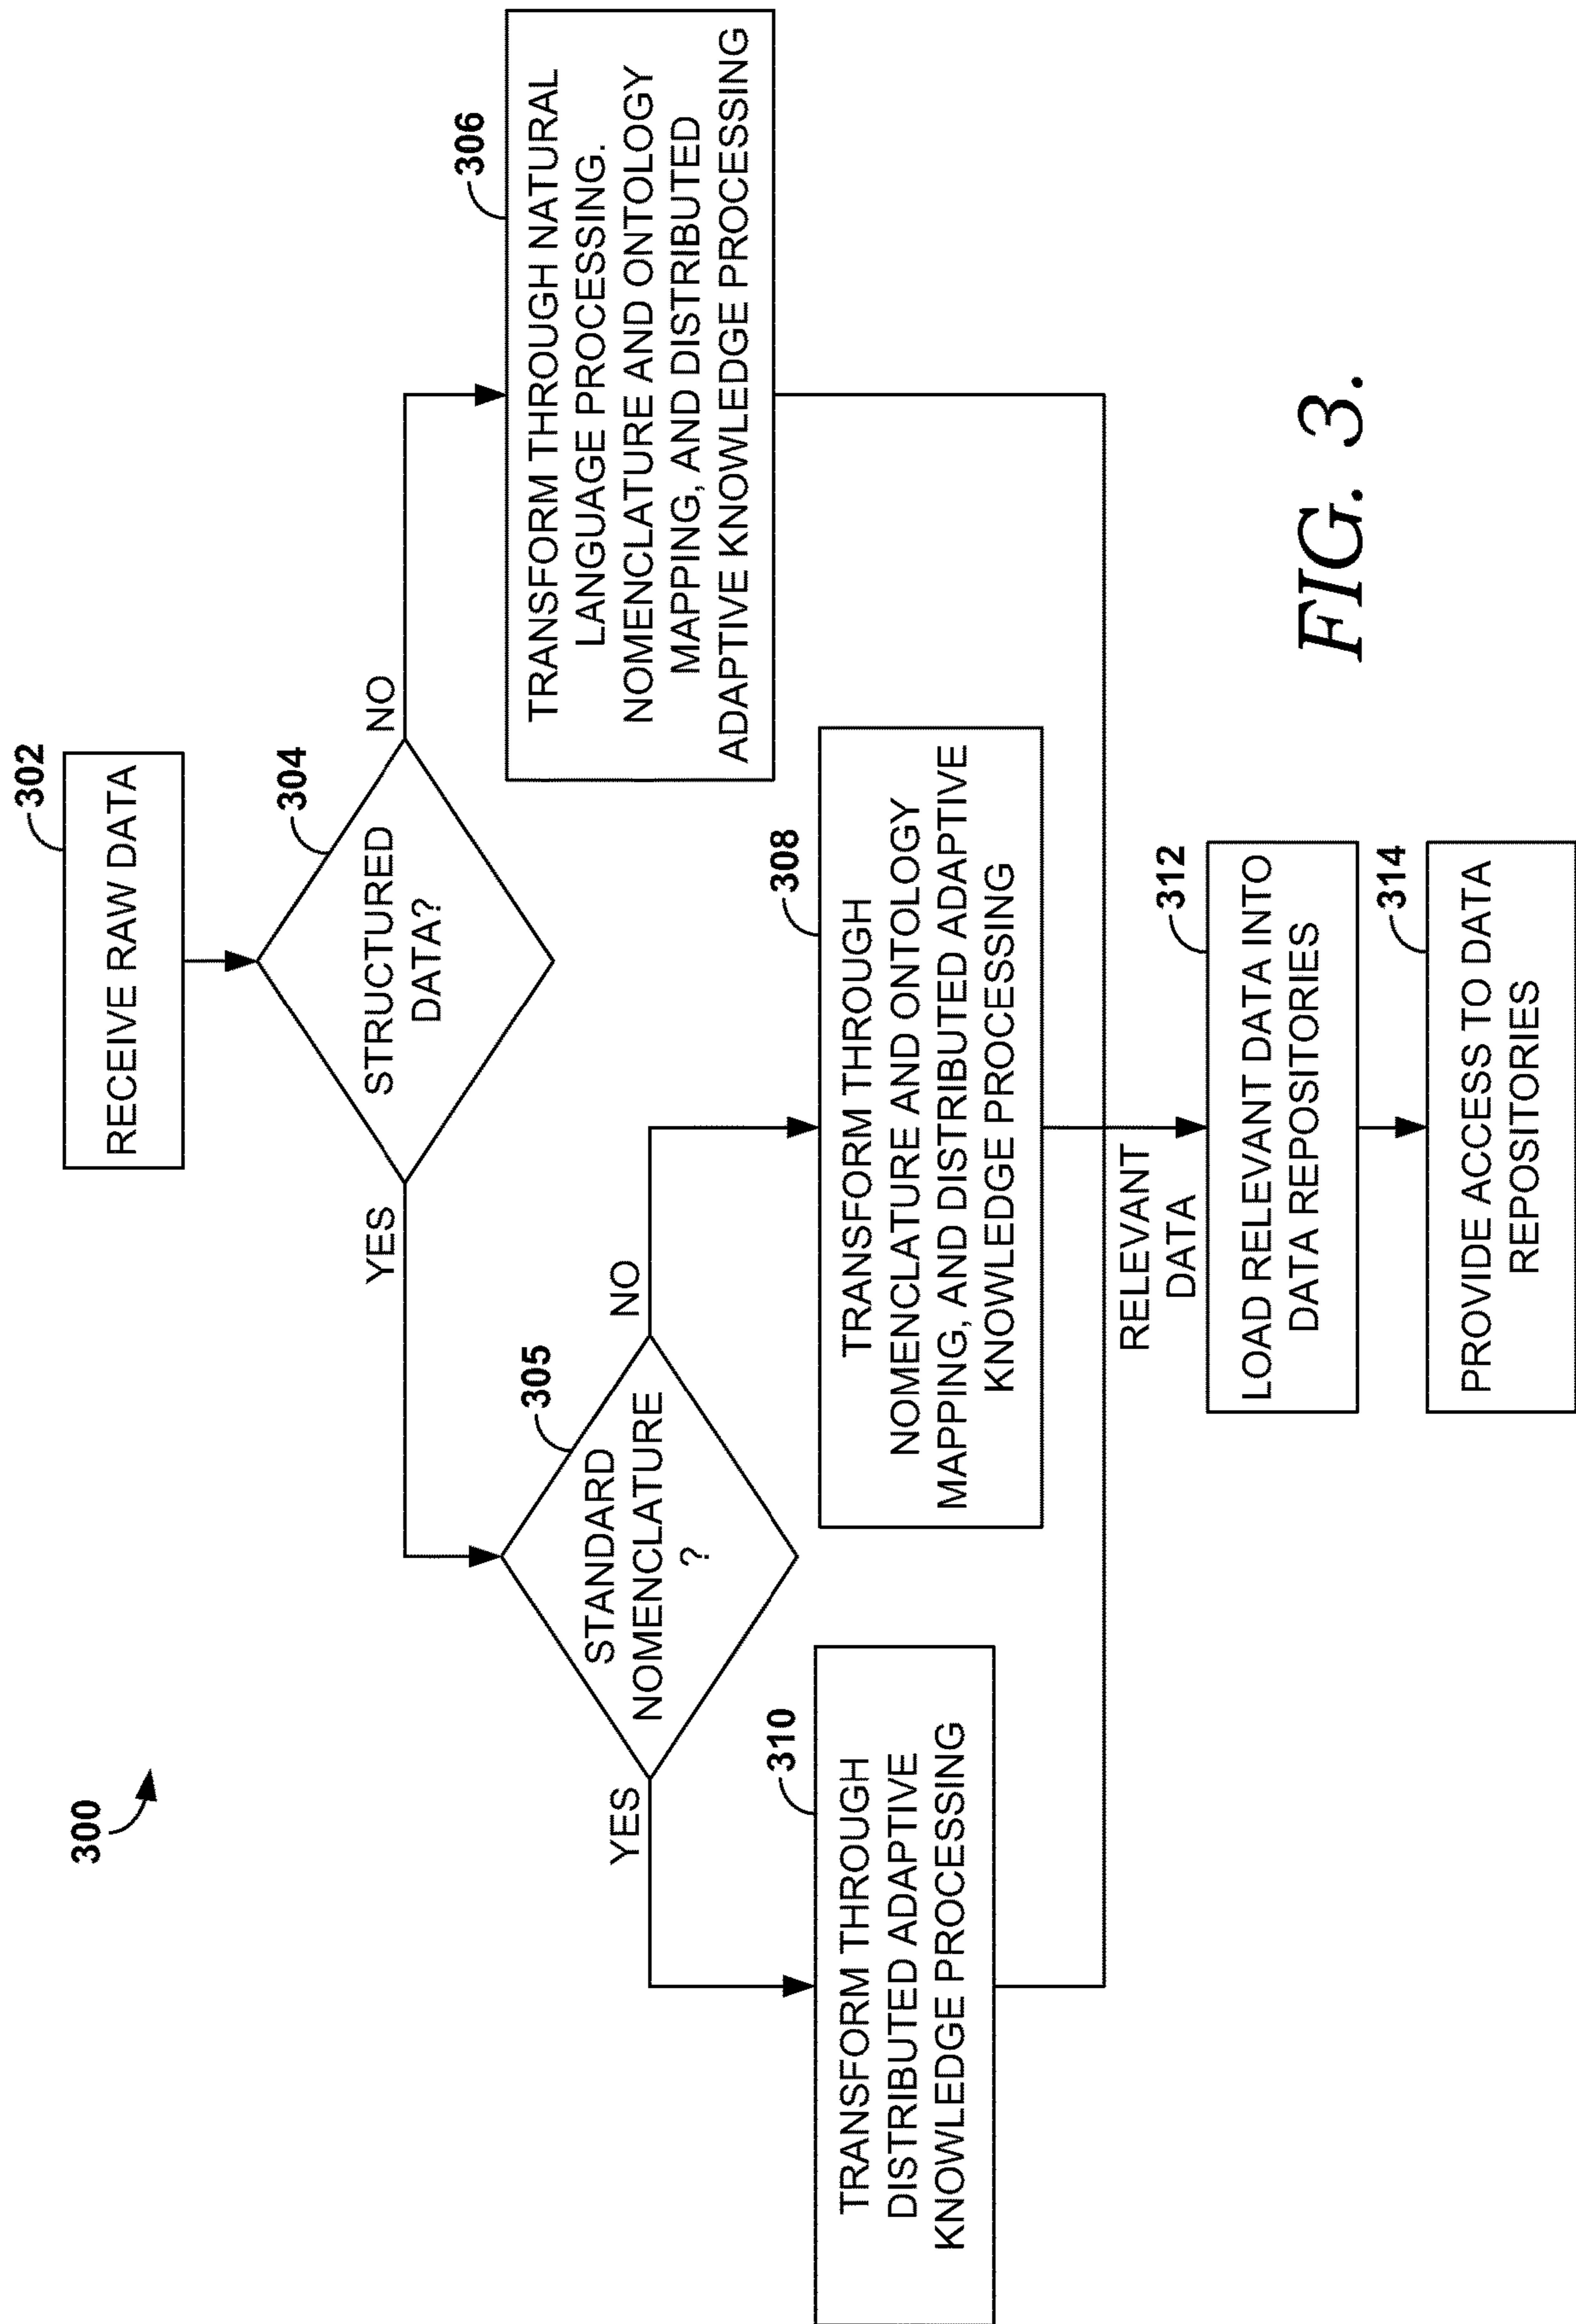 300
302
RECEIVE RAW DATA
304
STRUCTURED
DATA?
YES
NO
305
STANDARD
NOMENCLATURE
?
YES
NO
306
TRANSFORM THROUGH NATURAL
LANGUAGE PROCESSING.
NOMENCLATURE AND ONTOLOGY
MAPPING, AND DISTRIBUTED
ADAPTIVE KNOWLEDGE PROCESSING
310
TRANSFORM THROUGH
DISTRIBUTED ADAPTIVE
KNOWLEDGE PROCESSING
308
TRANSFORM THROUGH
NOMENCLATURE AND ONTOLOGY
MAPPING, AND DISTRIBUTED ADAPTIVE
KNOWLEDGE PROCESSING
RELEVANT
DATA
312
LOAD RELEVANT DATA INTO
DATA REPOSITORIES
314
PROVIDE ACCESS TO DATA
REPOSITORIES
FIG. 3.